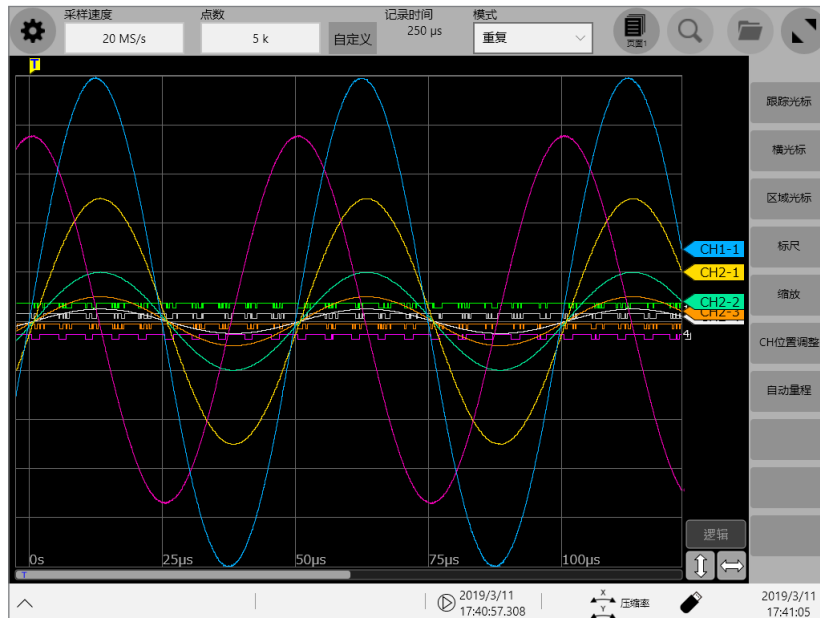 采样速度
点数
记录时间
模式
20 MS/s
5 k
自定义
250 μs
重复
页面1
T
跟踪光标
横光标
区域光标
标尺
缩放
CH位置调整
自动量程
CH1-1
CH2-1
CH2-2
CH2-3
0s
25μs
50μs
75μs
100μs
逻辑
T
2019/3/11
17:40:57.308
X
Y
压缩率
2019/3/11
17:41:05